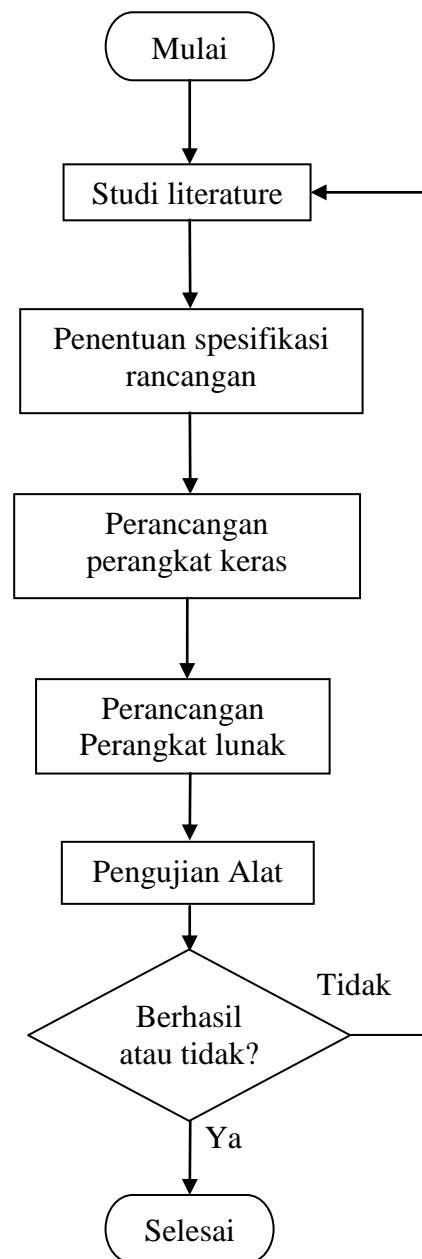 Mulai
Studi literature
Penentuan spesifikasi
rancangan
Perancangan
perangkat keras
Perancangan
Perangkat lunak
Pengujian Alat
Tidak
Berhasil
atau tidak?
Ya
Selesai